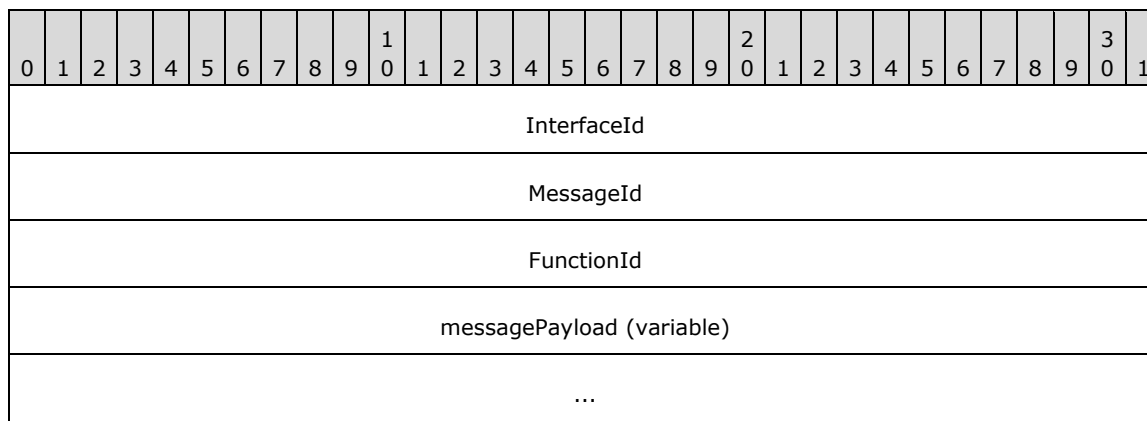 1 2 3
0 1 2 3 4 5 6 7 8 9 0 1 2 3 4 5 6 7 8 9 0 1 2 3 4 5 6 7 8 9 0 1
InterfaceId
MessageId
FunctionId
messagePayload (variable)
...